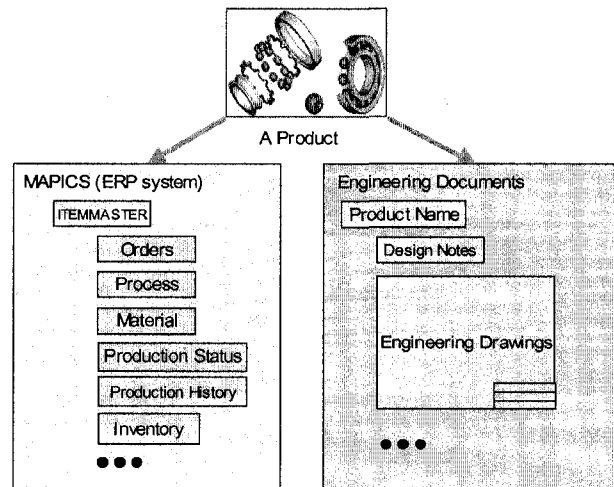 A Product
MAPICS (ERP system)
ITEMMASTER
Orders
Process
Material
Production Status
Production History
Inventory
Engineering Documents
Product Name
Design Notes
Engineering Drawings